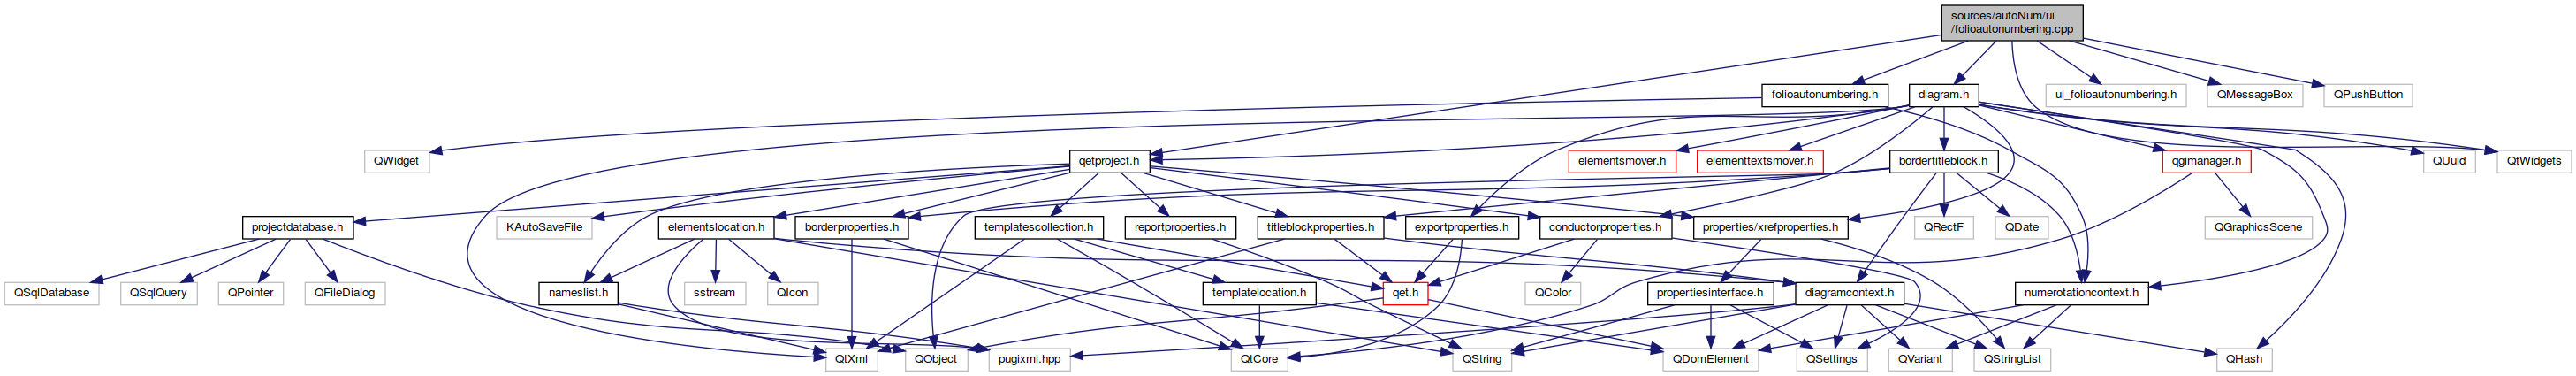 sources/autoNum/ui
/folioautonumbering.cpp
folioautonumbering.h
diagram.h
ui_folioautonumbering.h
QMessageBox
QPushButton
QWidget
qetproject.h
elementsmover.h
elementtextsmover.h
bordertitleblock.h
qgimanager.h
QUuid
QtWidgets
projectdatabase.h
KAutoSaveFile
elementslocation.h
borderproperties.h
templatescollection.h
reportproperties.h
titleblockproperties.h
exportproperties.h
conductorproperties.h
properties/xrefproperties.h
QRectF
QDate
QGraphicsScene
QSqlDatabase
QSqlQuery
QPointer
QFileDialog
nameslist.h
sstream
QIcon
templatelocation.h
qet.h
QColor
propertiesinterface.h
diagramcontext.h
numerotationcontext.h
QtXml
QObject
pugixml.hpp
QtCore
QString
QDomElement
QSettings
QVariant
QStringList
QHash